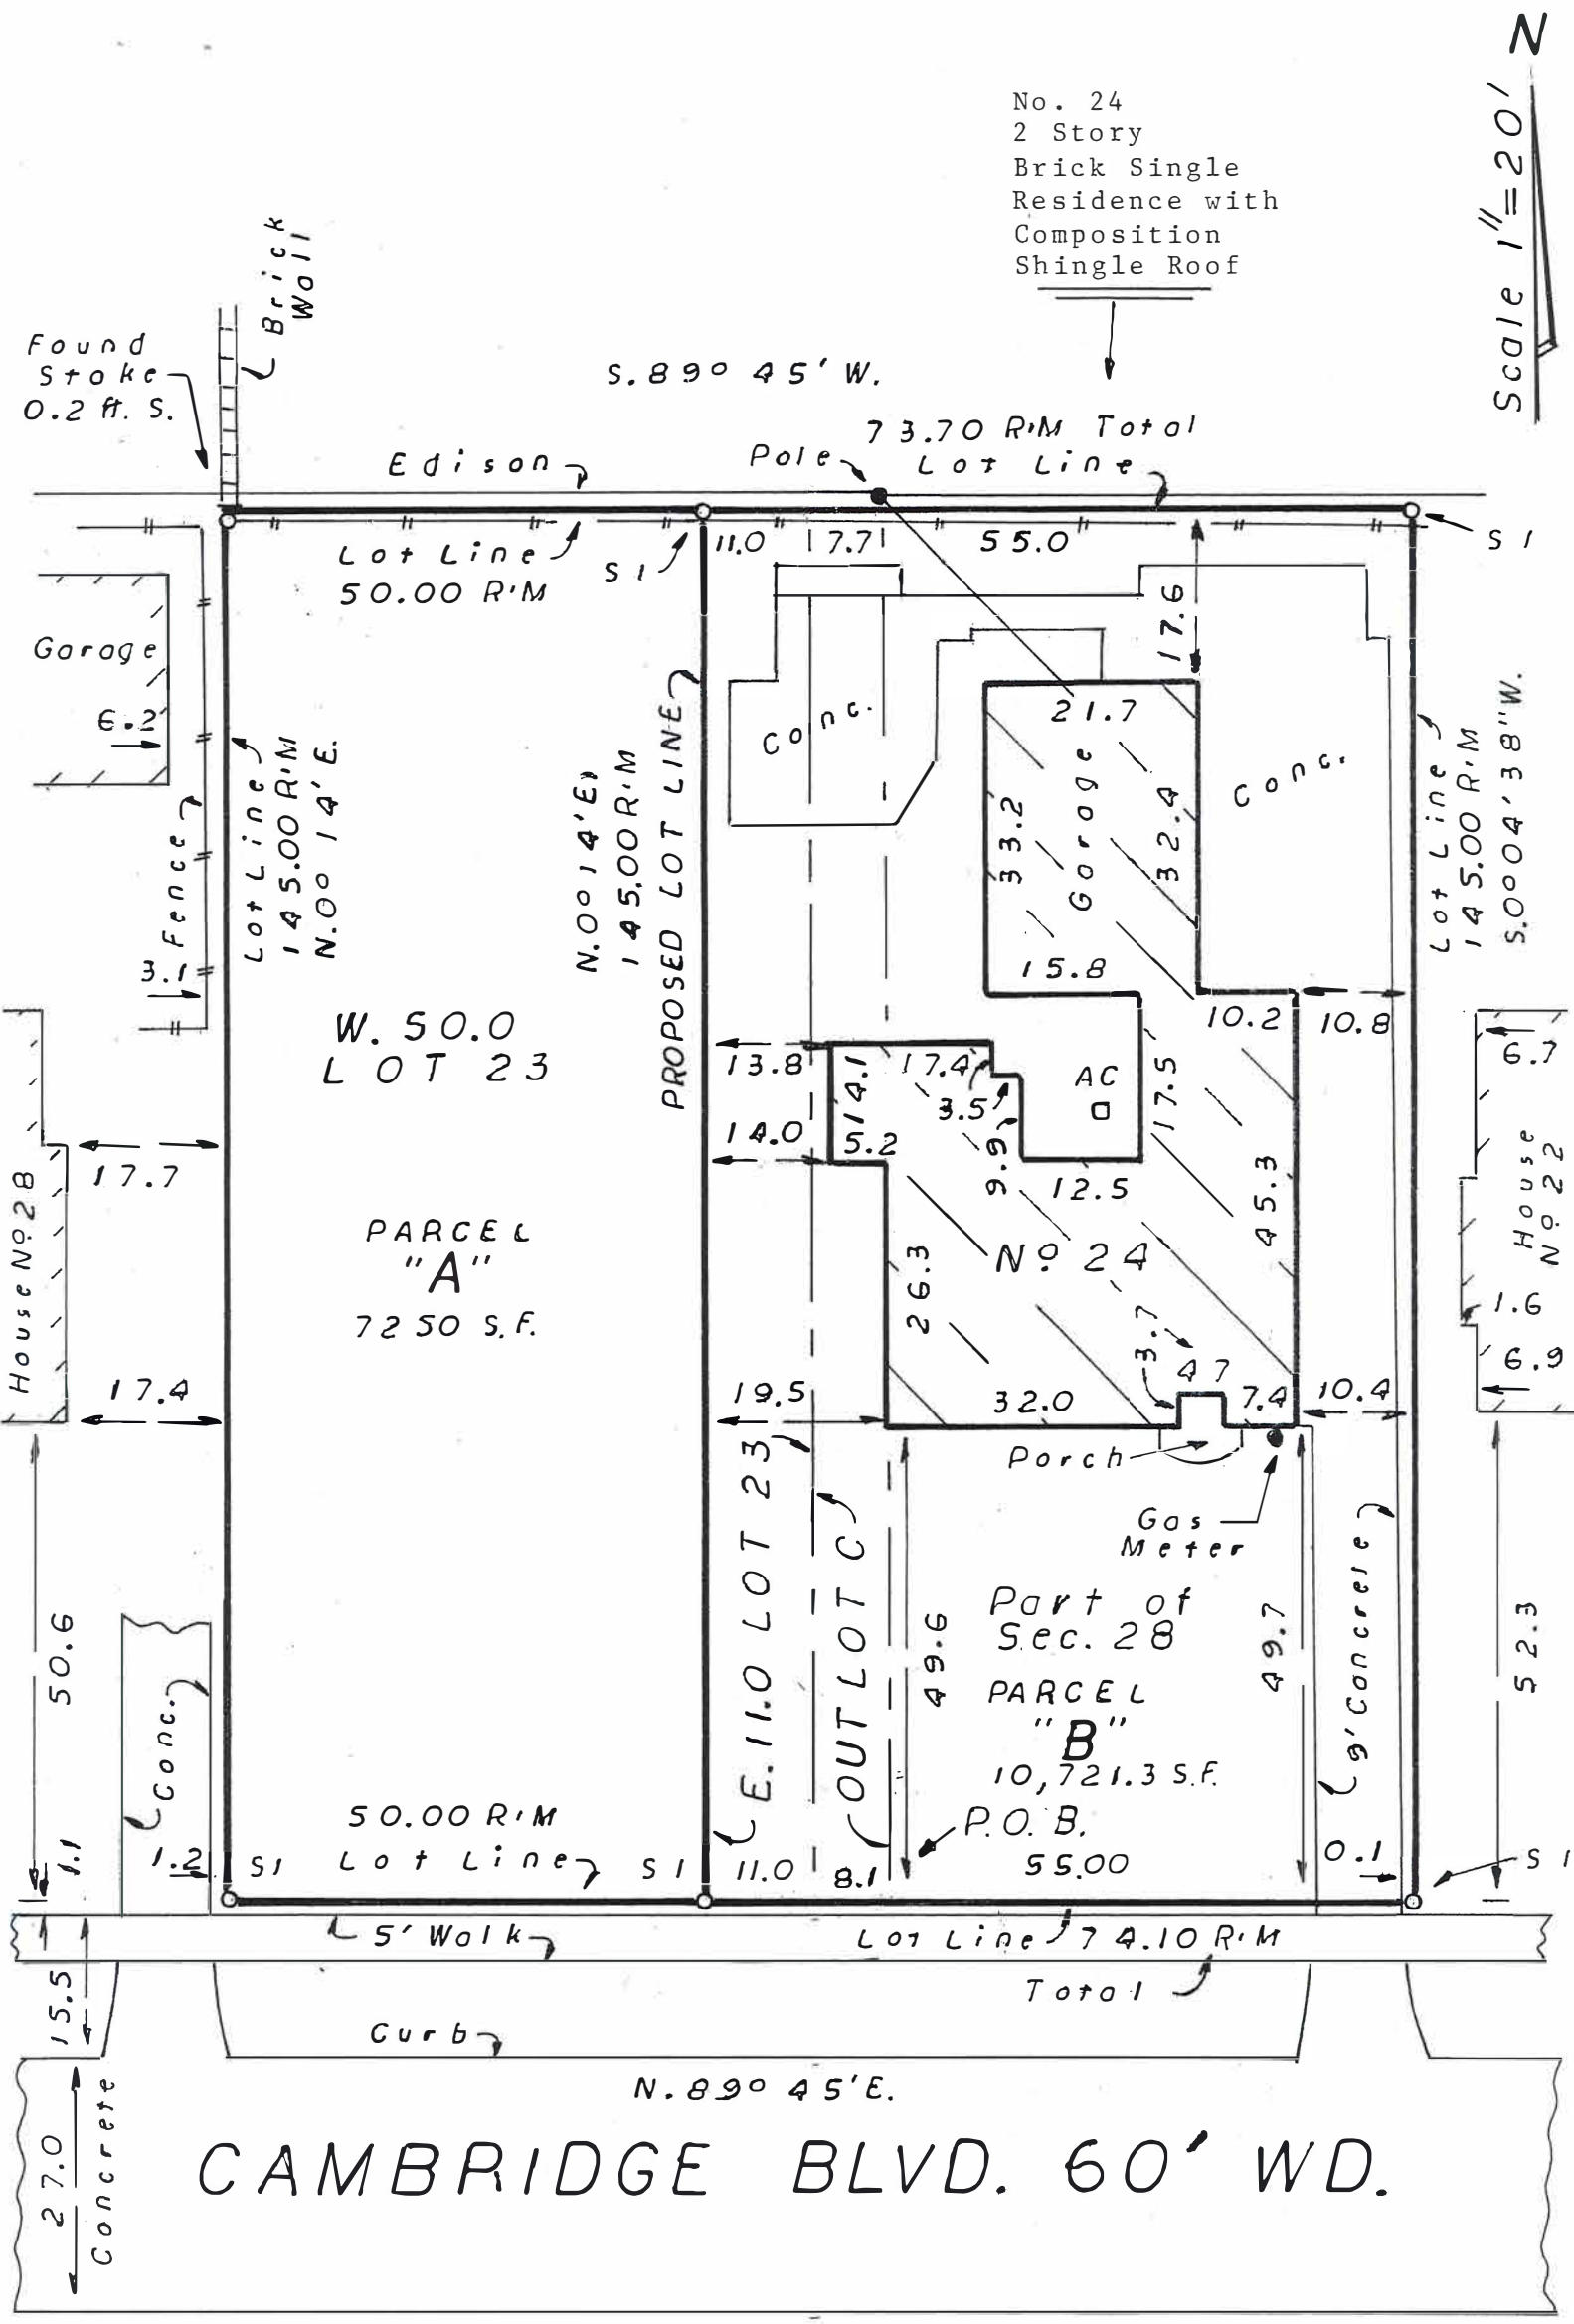 N
Scale 1"=20'
No. 24
2 Story
Brick Single
Residence with
Composition
Shingle Roof
Brick
Wall
Found
Stake
0.2 ft. S.
S. 89° 45' W.
73.70 R'M Total
Lot Line
Pole
Edison
Lot Line
50.00 R'M
S I
11.0
17.7
55.0
S I
17.6
Garage
6.2
Fence
3.1
Lot Line
145.00 R'M
N. 0° 14' E.
N. 0° 14' E.
145.00 R'M
PROPOSED LOT LINE
Conc.
21.7
Garage
33.2
32.4
15.8
Conc.
Lot Line
145.00 R'M
S. 0° 04' 38" W.
10.2
10.8
W. 50.0
LOT 23
13.8
14.1
17.4
3.5
AC
17.5
6.7
14.0
5.2
9.9
12.5
45.3
House
No. 22
17.7
House No. 28
PARCEL
"A"
7250 S.F.
26.3
No. 24
1.6
3.7
4 7
6.9
17.4
19.5
32.0
7.4
10.4
Porch
Gas
Meter
E. 11.0 LOT 23
OUTLOT C
49.6
Part of
Sec. 28
PARCEL
"B"
10,721.3 S.F.
49.7
9' Concrete
52.3
50.6
Conc.
P.O.B.
1.1
1.2
50.00 R'M
S I
Lot Line
S I
11.0
8.1
55.00
0.1
S I
5' Walk
Lot Line
74.10 R'M
Total
15.5
Curb
N. 89° 45' E.
27.0
Concrete
CAMBRIDGE BLVD. 60' WD.